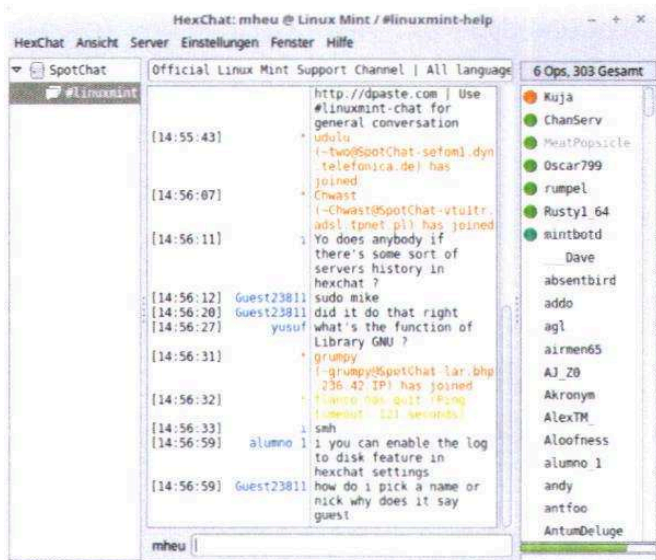 HexChat: mheu @ Linux Mint / #linuxmint-help
HexChat Ansicht Server Einstellungen Fenster Hilfe
SpotChat
#linuxmint
Official Linux Mint Support Channel | All language
6 Ops, 303 Gesamt
http://dpaste.com | Use
#linuxmint-chat for
general conversation
[14:55:43] * udulu
(~two@SpotChat-sefom1.dyn
.telefonica.de) has
joined
[14:56:07] * Chwast
(~Chwast@SpotChat-vtuitr.
adsl.tpnet.pl) has joined
[14:56:11] i Yo does anybody if
there's some sort of
servers history in
hexchat ?
[14:56:12] Guest23811 sudo mike
[14:56:20] Guest23811 did it do that right
[14:56:27] yusuf what's the function of
Library GNU ?
[14:56:31] * grumpy
(~grumpy@SpotChat-lar.bhp
.236.42.IP) has joined
[14:56:32] * has quit (Ping
timeout: 121 seconds)
[14:56:33] i smh
[14:56:59] alumno_1 i you can enable the log
to disk feature in
hexchat settings
[14:56:59] Guest23811 how do i pick a name or
nick why does it say
guest
mheu
Kuja
ChanServ
MeatPopsicle
Oscar799
rumpel
Rusty1_64
mintbotd
___Dave
absentbird
addo
agl
airmen65
AJ_Z0
Akronym
AlexTM_
Aloofness
alumno_1
andy
antfoo
AntumDeluge